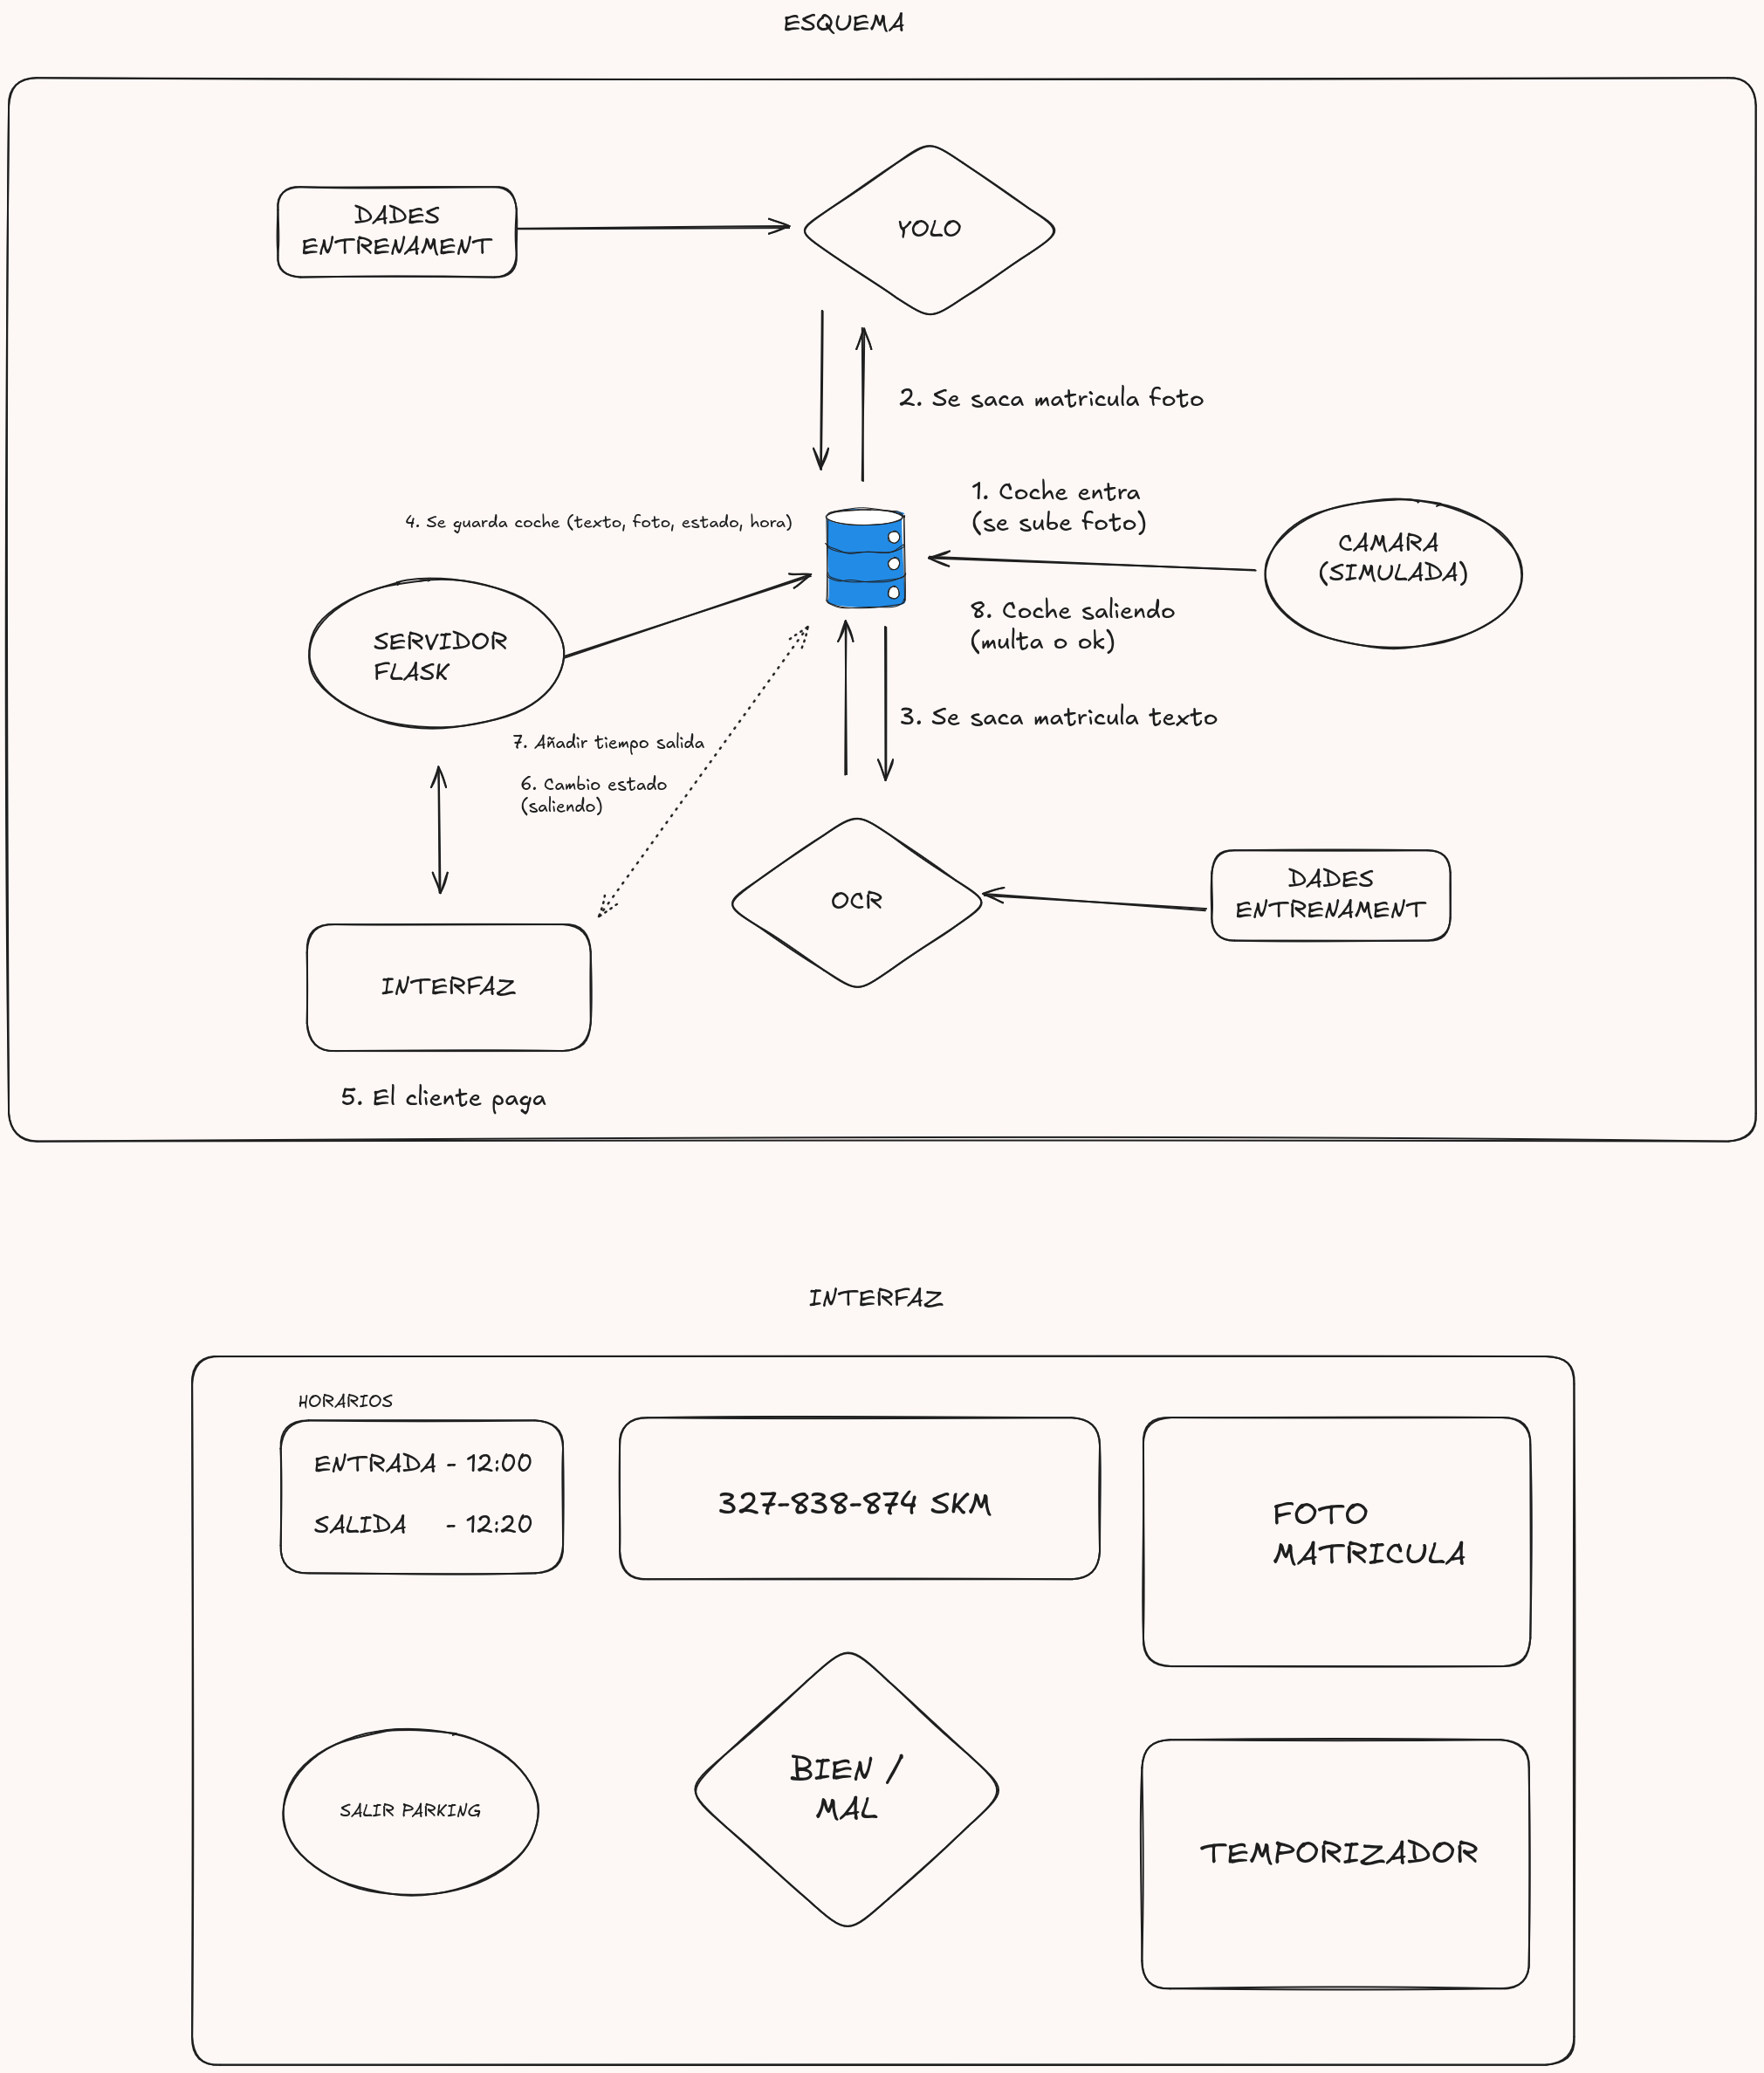 ESQUEMA
DADES
ENTRENAMENT
YOLO
2. Se saca matricula foto
1. Coche entra
(se sube foto)
4. Se guarda coche (texto, foto, estado, hora)
CAMARA
(SIMULADA)
8. Coche saliendo
(multa o ok)
SERVIDOR
FLASK
3. Se saca matricula texto
7. Añadir tiempo salida
6. Cambio estado
(saliendo)
OCR
DADES
ENTRENAMENT
INTERFAZ
5. El cliente paga
INTERFAZ
HORARIOS
ENTRADA - 12:00
SALIDA - 12:20
327-838-874 SKM
FOTO
MATRICULA
SALIR PARKING
BIEN /
MAL
TEMPORIZADOR